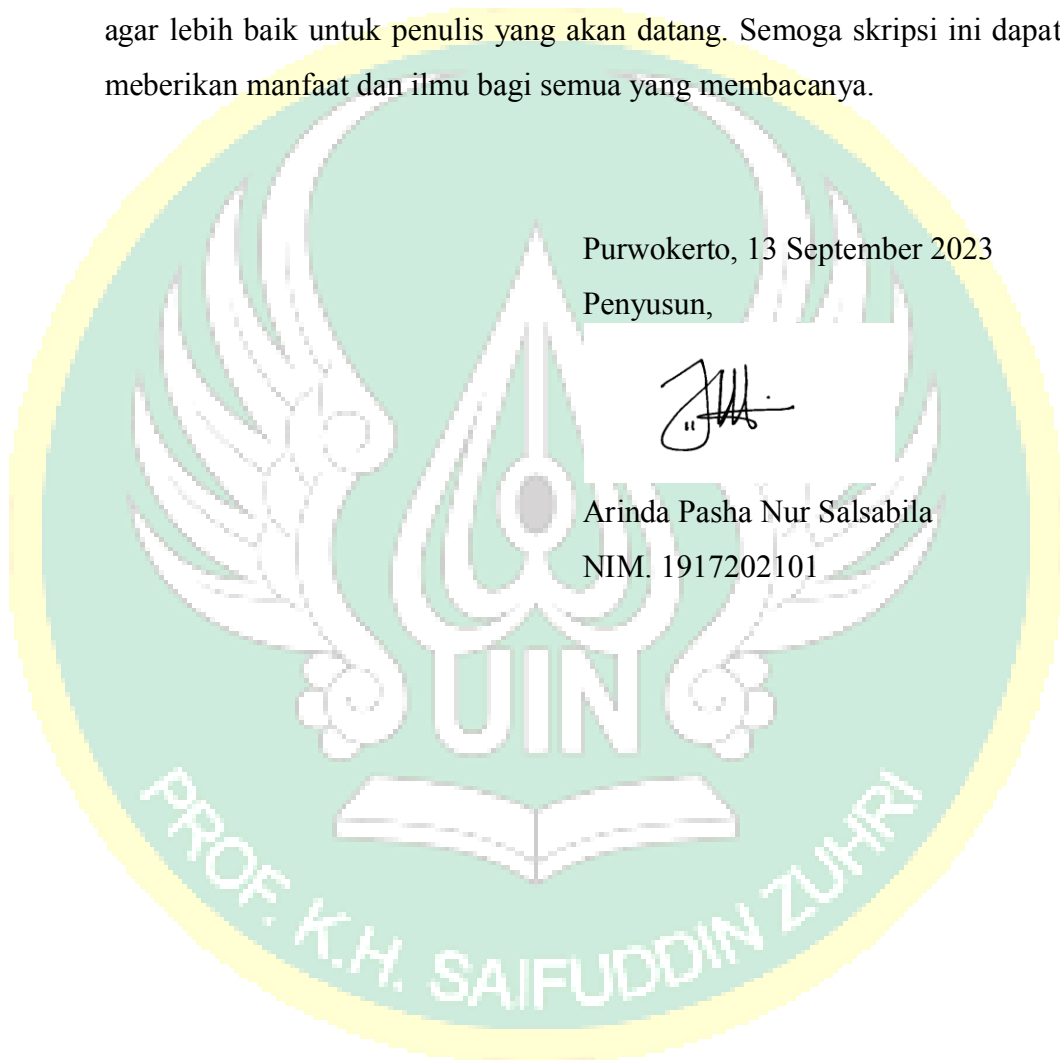 agar lebih baik untuk penulis yang akan datang. Semoga skripsi ini dapat
meberikan manfaat dan ilmu bagi semua yang membacanya.
Purwokerto, 13 September 2023
Penyusun,
Arinda Pasha Nur Salsabila
NIM. 1917202101
UIN
PROF. K.H. SAIFUDDIN ZUHRI